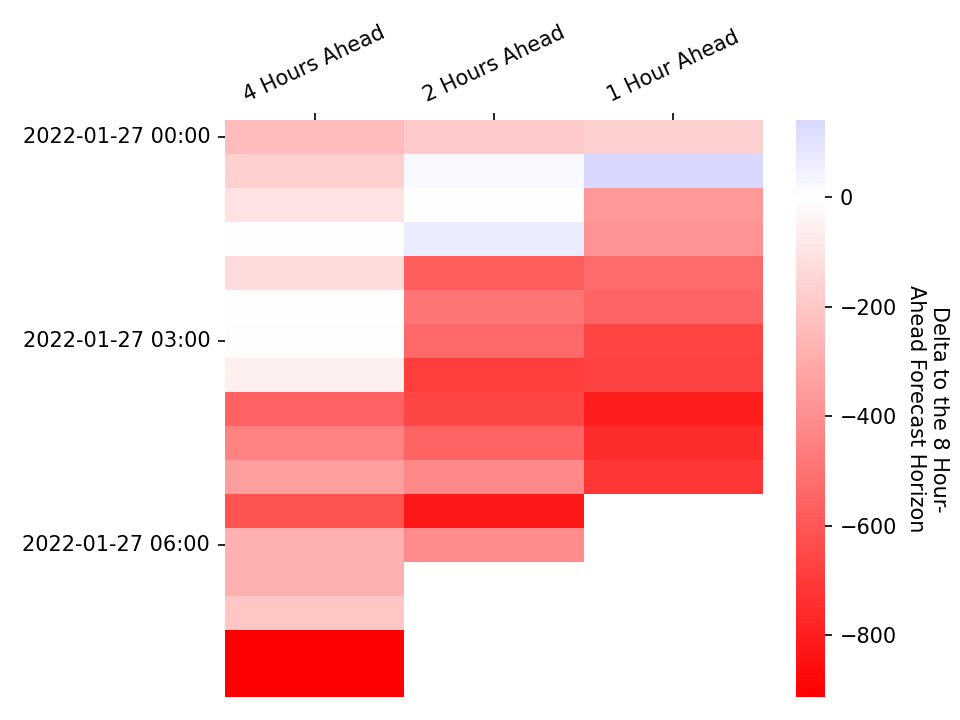 4 Hours Ahead
2 Hours Ahead
1 Hour Ahead
2022-01-27 00:00
2022-01-27 03:00
2022-01-27 06:00
0
−200
−400
−600
−800
Delta to the 8 Hour-
Ahead Forecast Horizon